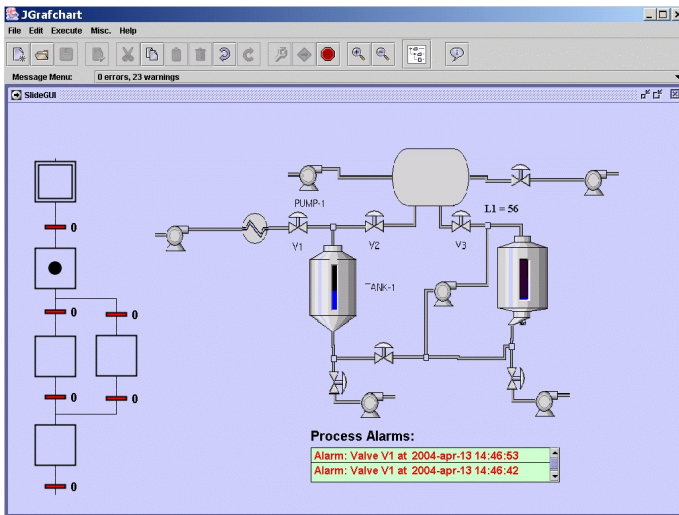 JGrafchart
File Edit Execute Misc. Help
Message Menu: 0 errors, 23 warnings
SlideGUI
0
0
0
0
0
0
PUMP-1
L1 = 56
V1
V2
V3
TANK-1
Process Alarms:
Alarm: Valve V1 at 2004-apr-13 14:46:53
Alarm: Valve V1 at 2004-apr-13 14:46:42